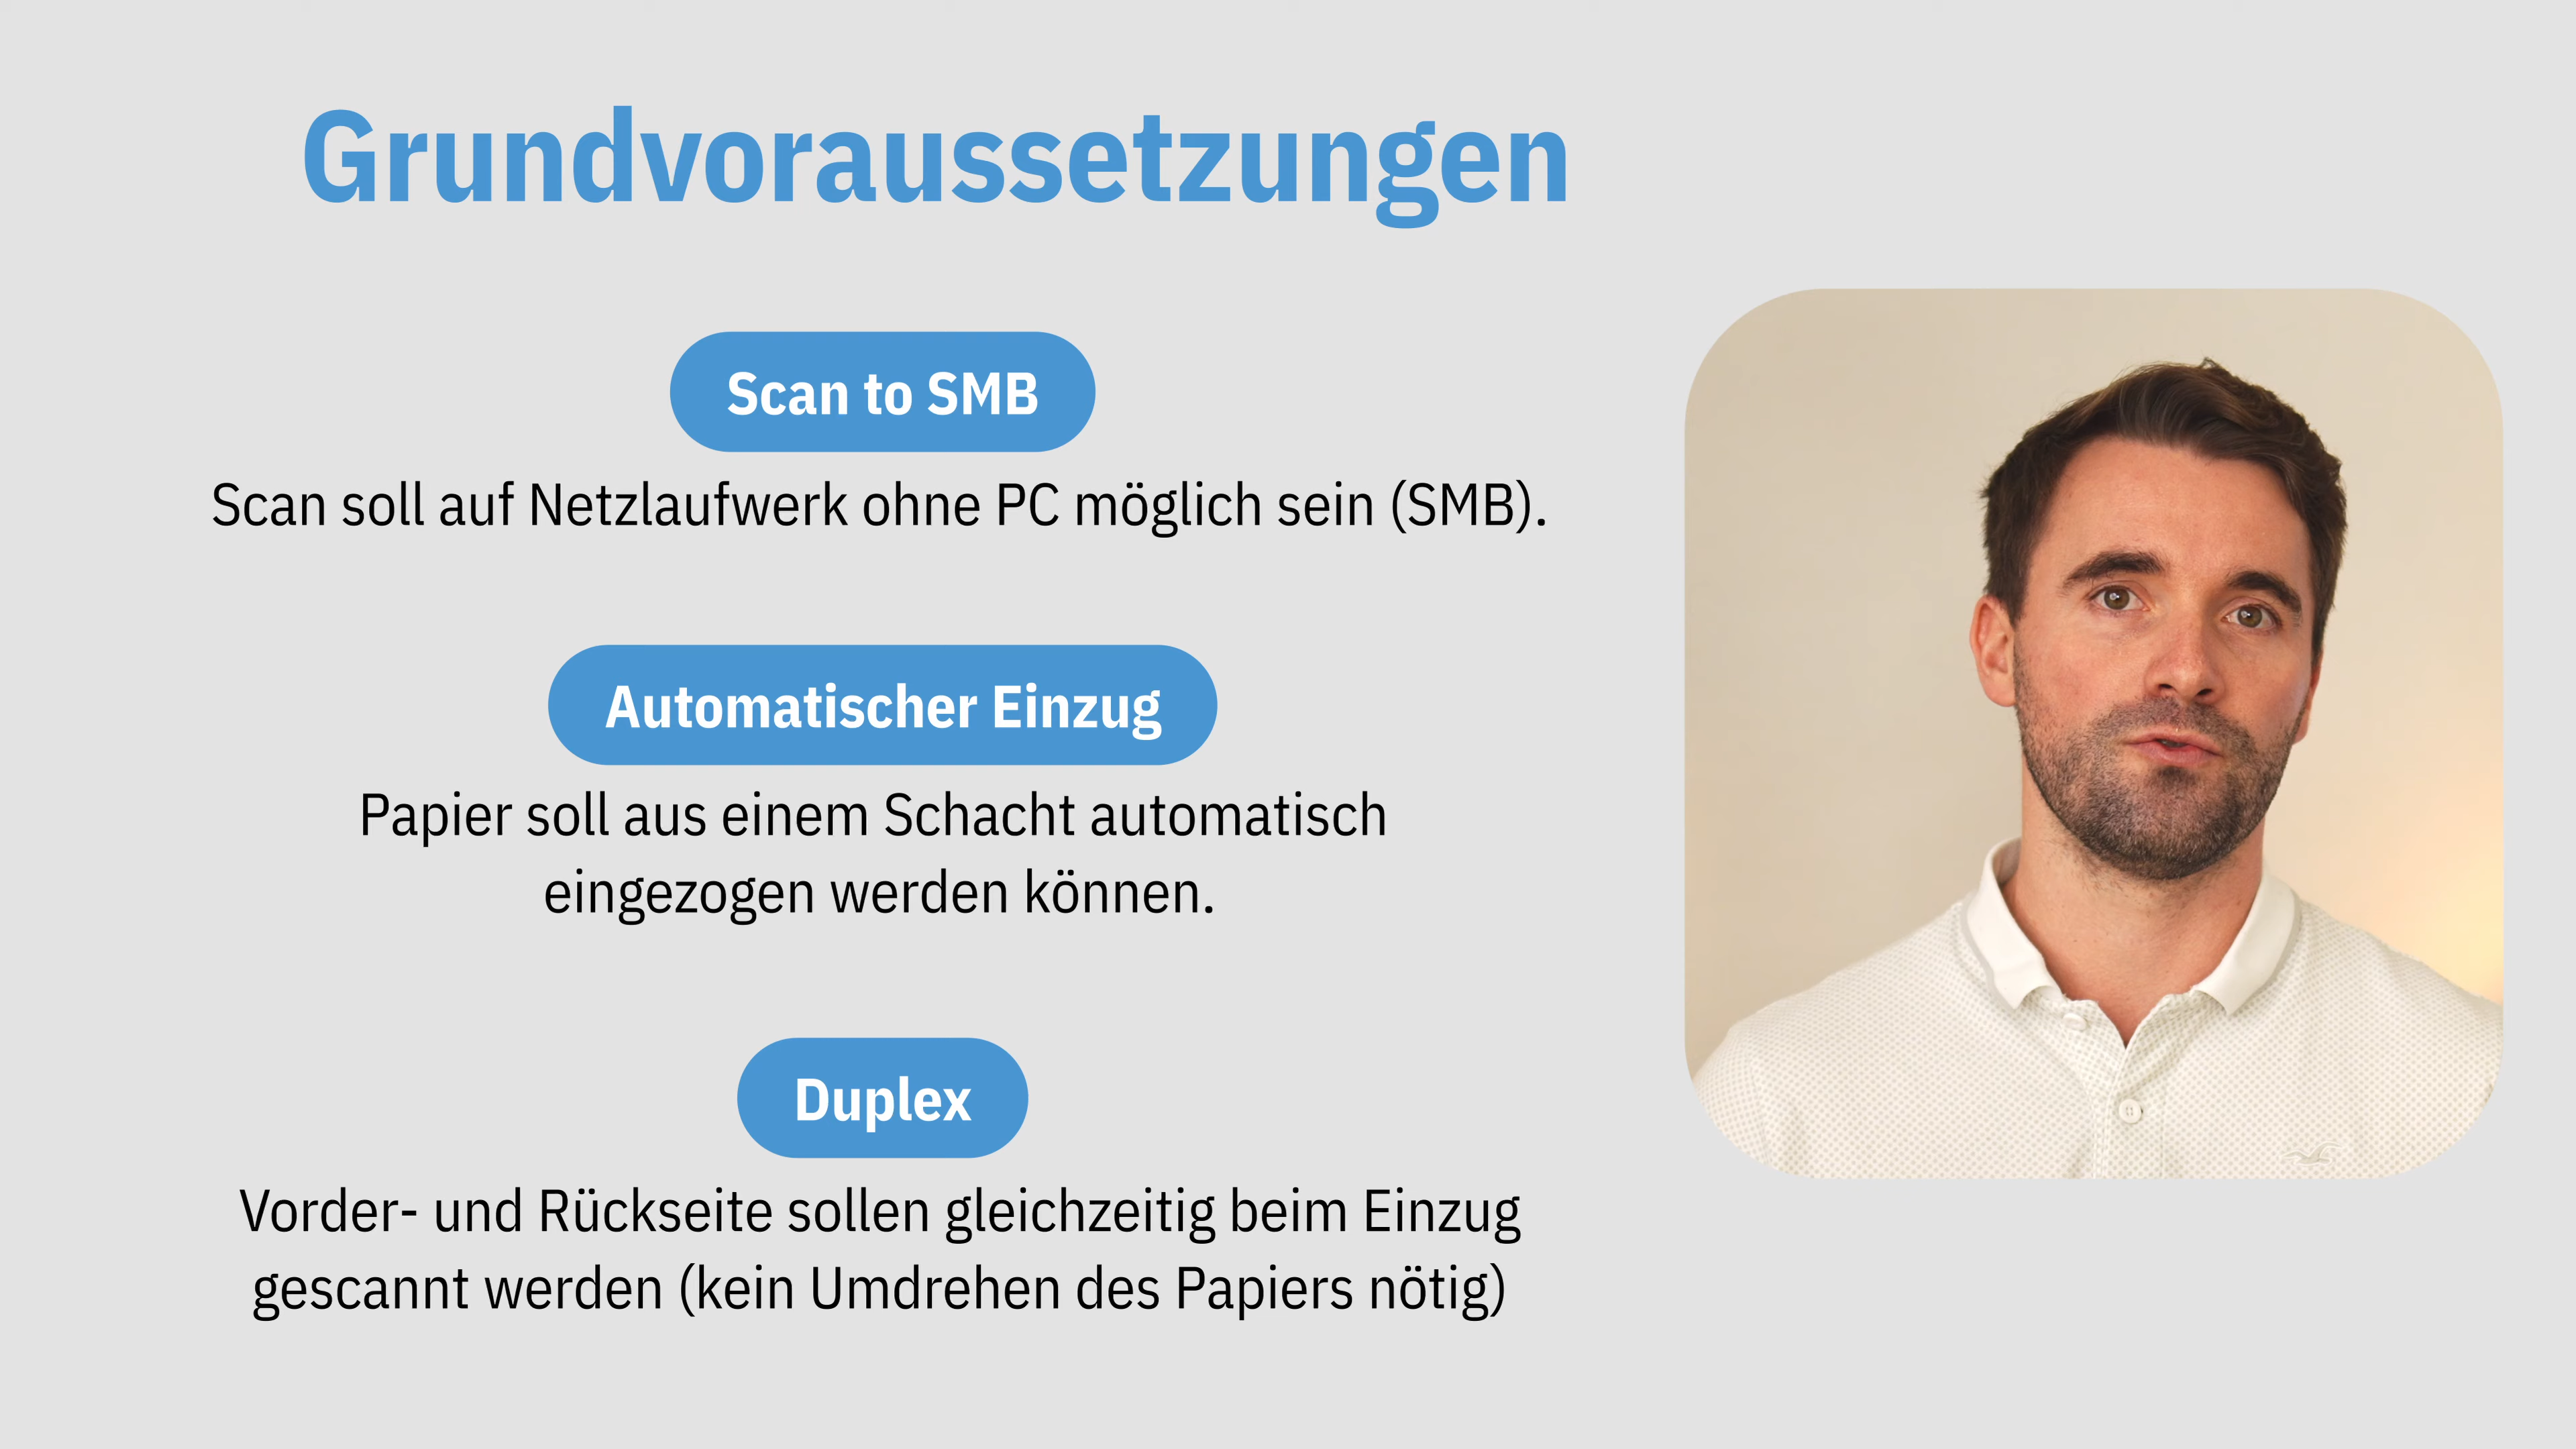 Grundvoraussetzungen
Scan to SMB
Scan soll auf Netzlaufwerk ohne PC möglich sein (SMB).
Automatischer Einzug
Papier soll aus einem Schacht automatisch
eingezogen werden können.
Duplex
Vorder- und Rückseite sollen gleichzeitig beim Einzug
gescannt werden (kein Umdrehen des Papiers nötig)